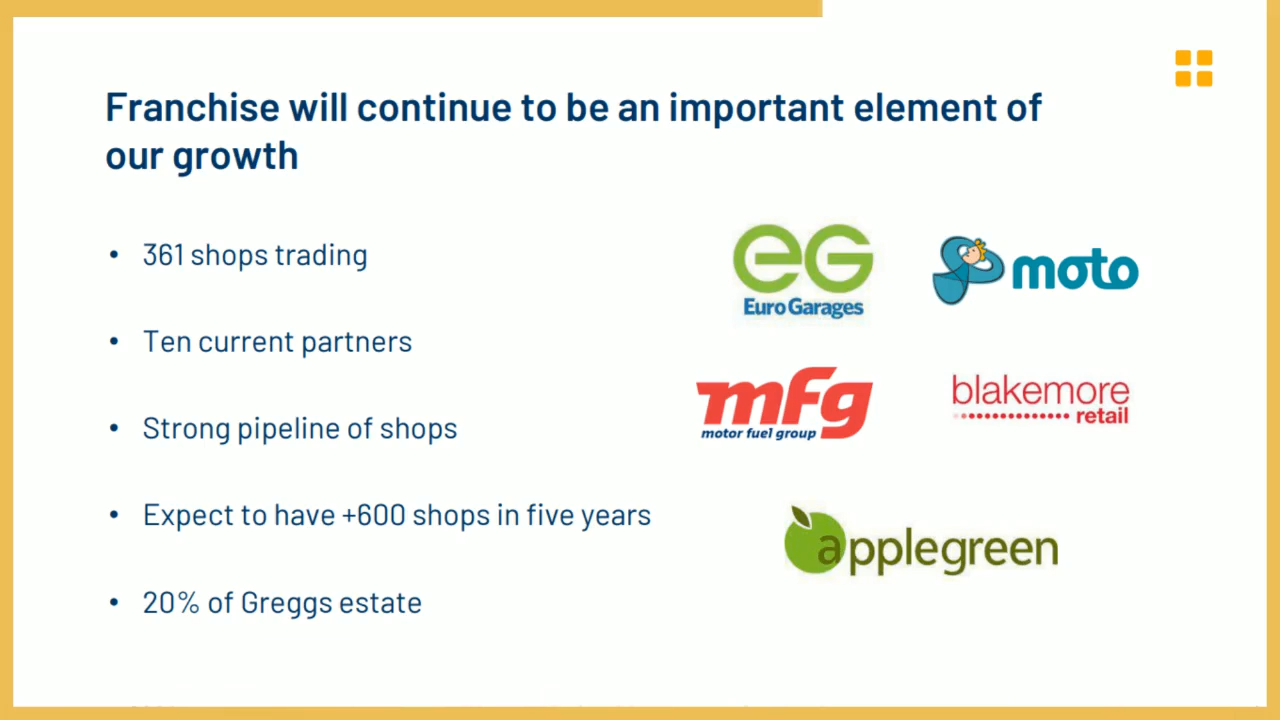 Franchise will continue to be an important element of
our growth
• 361 shops trading
• Ten current partners
• Strong pipeline of shops
• Expect to have +600 shops in five years
• 20% of Greggs estate
eG
Euro Garages
moto
mfg
motor fuel group
blakemore
retail
applegreen